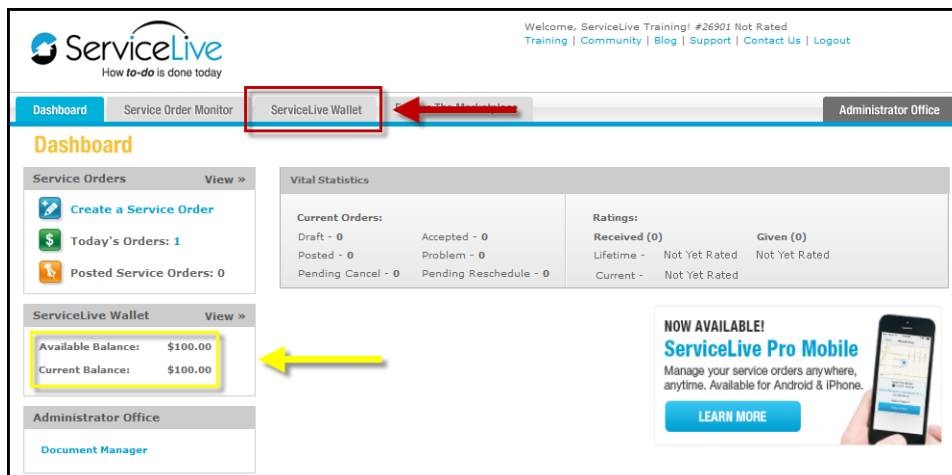 Welcome, ServiceLive Training! #26901 Not Rated
Training | Community | Blog | Support | Contact Us | Logout
ServiceLive
How to-do is done today
Dashboard
Service Order Monitor
ServiceLive Wallet
The Marketplace
Administrator Office
Dashboard
Service Orders View »
Create a Service Order
Today's Orders: 1
Posted Service Orders: 0
Vital Statistics
Current Orders:
Draft - 0 Accepted - 0
Posted - 0 Problem - 0
Pending Cancel - 0 Pending Reschedule - 0
Ratings:
Received (0) Given (0)
Lifetime - Not Yet Rated Not Yet Rated
Current - Not Yet Rated
ServiceLive Wallet View »
Available Balance: $100.00
Current Balance: $100.00
Administrator Office
Document Manager
NOW AVAILABLE!
ServiceLive Pro Mobile
Manage your service orders anywhere,
anytime. Available for Android & iPhone.
LEARN MORE